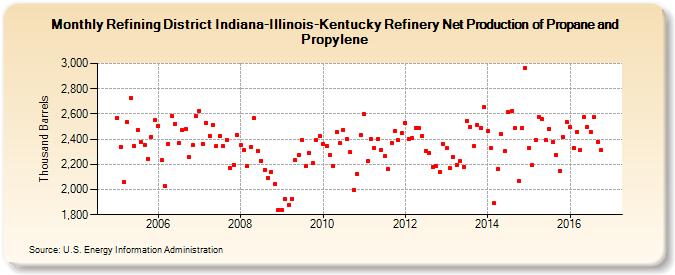 Monthly Refining District Indiana-Illinois-Kentucky Refinery Net Production of Propane and
Propylene
Thousand Barrels
3,000
2,800
2,600
2,400
2,200
2,000
1,800
2006 2008 2010 2012 2014 2016
Source: U.S. Energy Information Administration